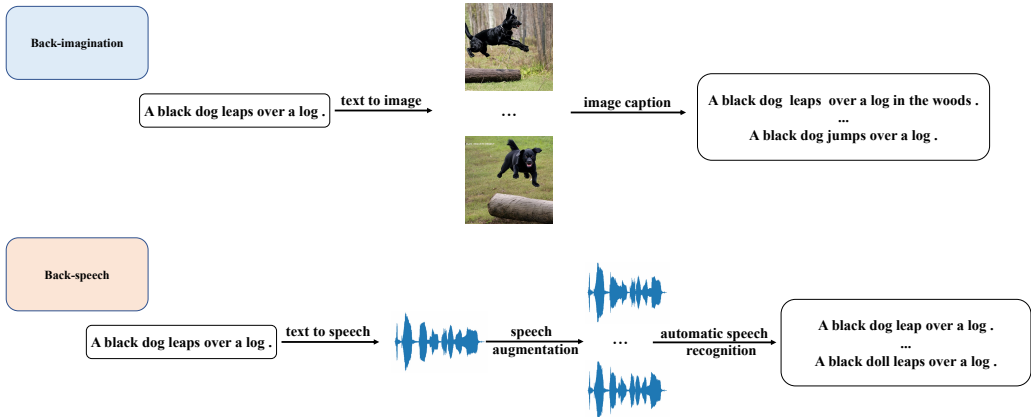 Back-imagination
A black dog leaps over a log .
text to image
...
image caption
A black dog leaps over a log in the woods .
...
A black dog jumps over a log .
Back-speech
A black dog leaps over a log .
text to speech
speech
augmentation
...
automatic speech
recognition
A black dog leap over a log .
...
A black doll leaps over a log .